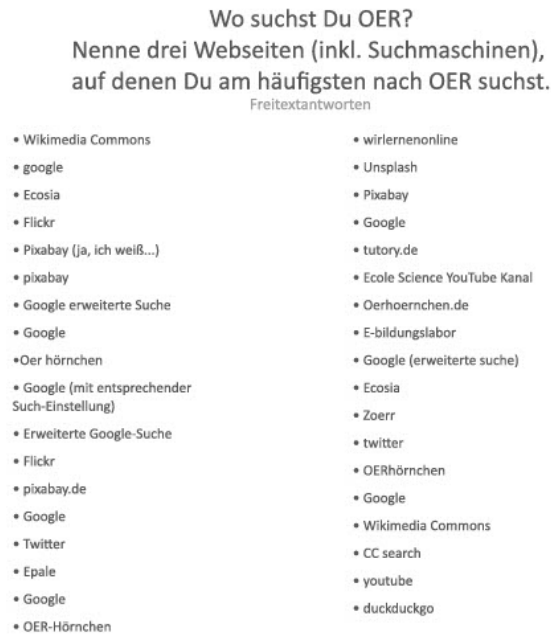 Wo suchst Du OER?
Nenne drei Webseiten (inkl. Suchmaschinen),
auf denen Du am häufigsten nach OER suchst.
Freitextantworten
• Wikimedia Commons
• google
• Ecosia
• Flickr
• Pixabay (ja, ich weiß...)
• pixabay
• Google erweiterte Suche
• Google
•Oer hörnchen
• Google (mit entsprechender
Such-Einstellung)
• Erweiterte Google-Suche
• Flickr
• pixabay.de
• Google
• Twitter
• Epale
• Google
• OER-Hörnchen
• wirlernenonline
• Unsplash
• Pixabay
• Google
• tutory.de
• Ecole Science YouTube Kanal
• Oerhoernchen.de
• E-bildungslabor
• Google (erweiterte suche)
• Ecosia
• Zoerr
• twitter
• OERhörnchen
• Google
• Wikimedia Commons
• CC search
• youtube
• duckduckgo